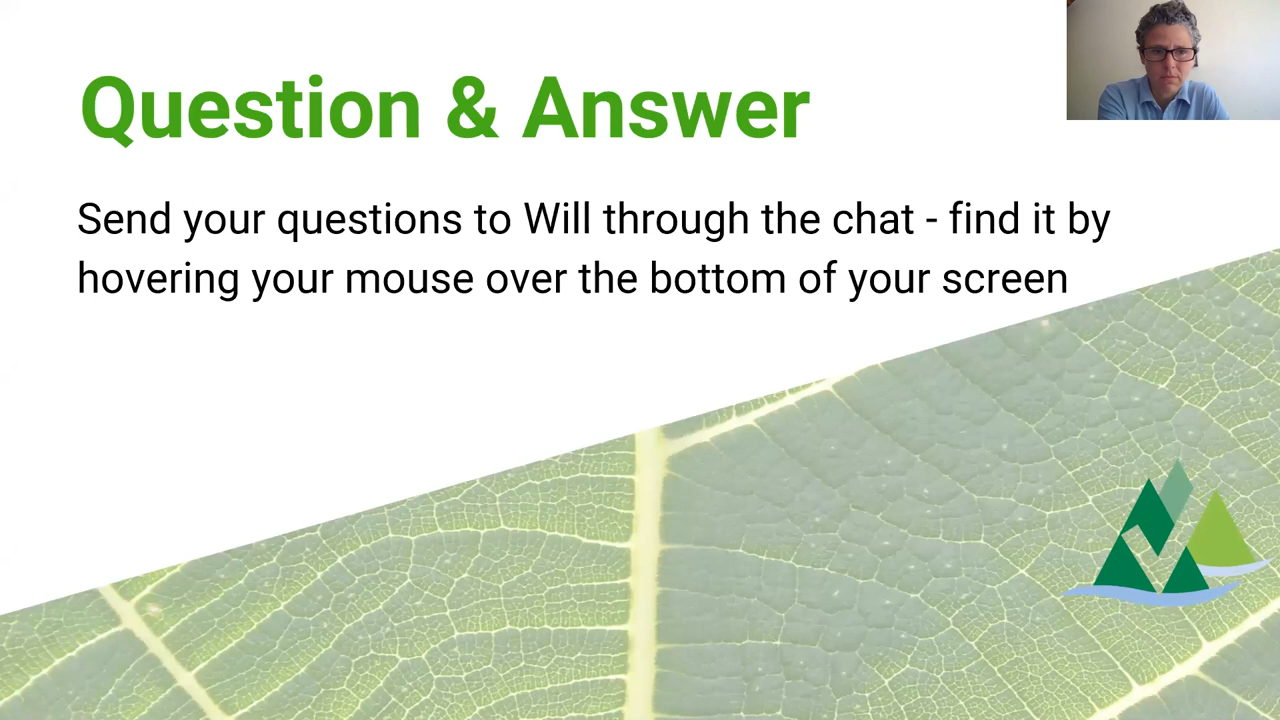 Question & Answer
Send your questions to Will through the chat - find it by
hovering your mouse over the bottom of your screen